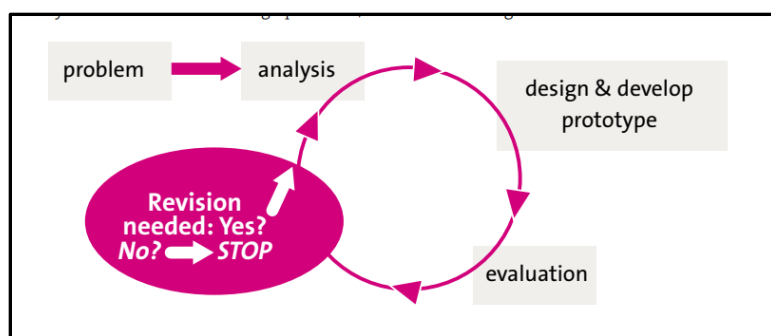 problem
analysis
design & develop
prototype
Revision
needed: Yes?
No? STOP
evaluation